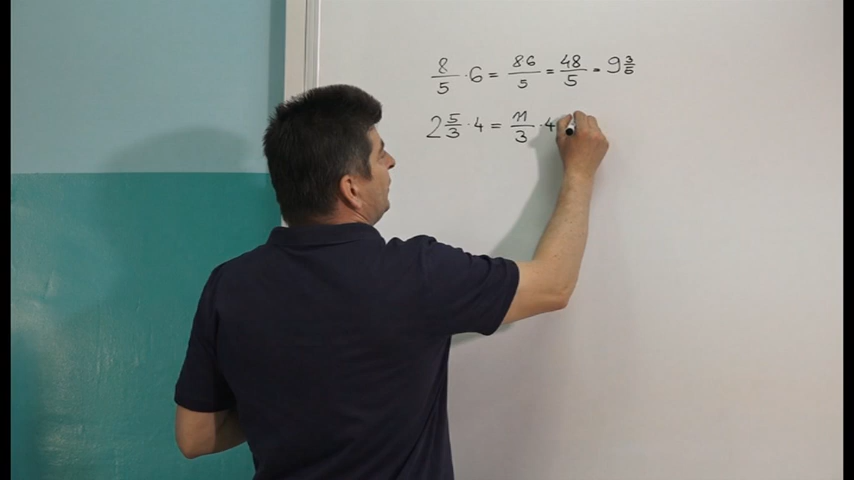 8/5 · 6 = 86/5 = 48/5 = 9 3/5
2 5/3 · 4 = 11/3 · 4